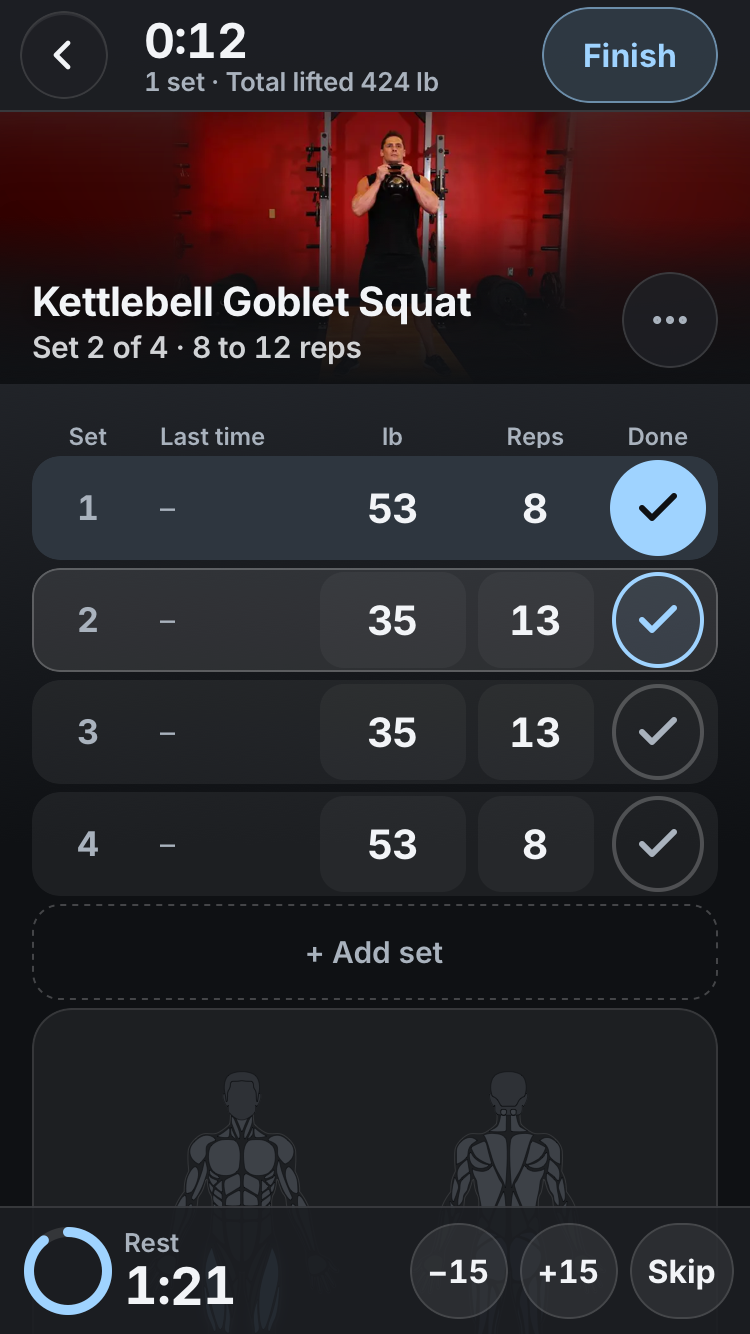 0:12
1 set · Total lifted 424 lb
Finish
Kettlebell Goblet Squat
Set 2 of 4 · 8 to 12 reps
Set Last time lb Reps Done
1 – 53 8
2 – 35 13
3 – 35 13
4 – 53 8
+ Add set
Rest
1:21
−15 +15 Skip